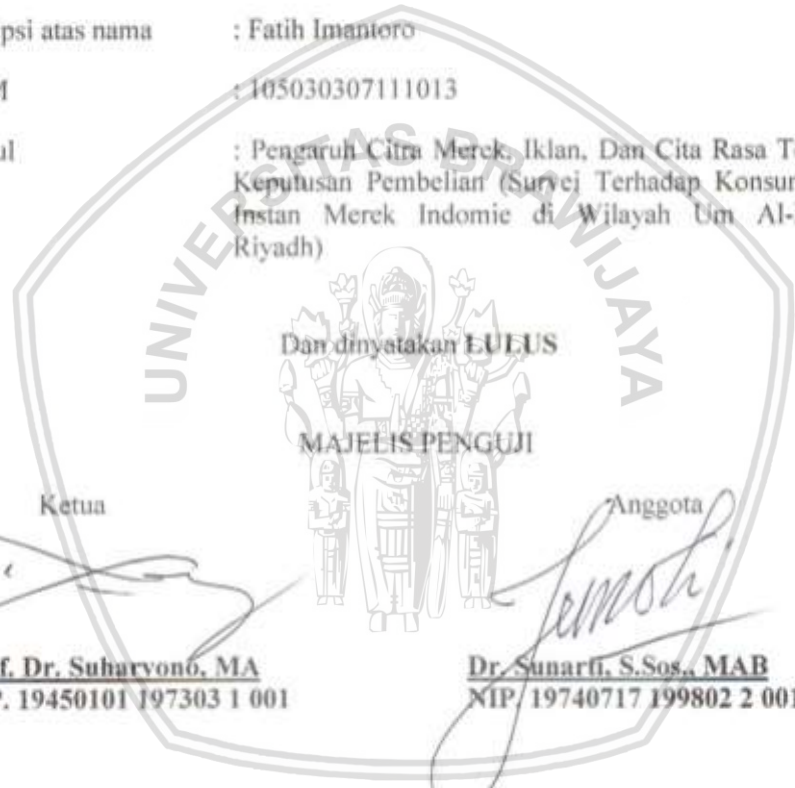 psi atas nama : Fatih Imantoro
M : 105030307111013
ul : Pengaruh Citra Merek, Iklan, Dan Cita Rasa Te
Keputusan Pembelian (Survei Terhadap Konsum
Instan Merek Indomie di Wilayah Um Al-
Riyadh)
UNIVERSITAS BRAWIJAYA
Dan dinyatakan LULUS
MAJELIS PENGUJI
Ketua Anggota
f. Dr. Suharyono, MA Dr. Sunarti, S.Sos., MAB
P. 19450101 197303 1 001 NIP. 19740717 199802 2 001